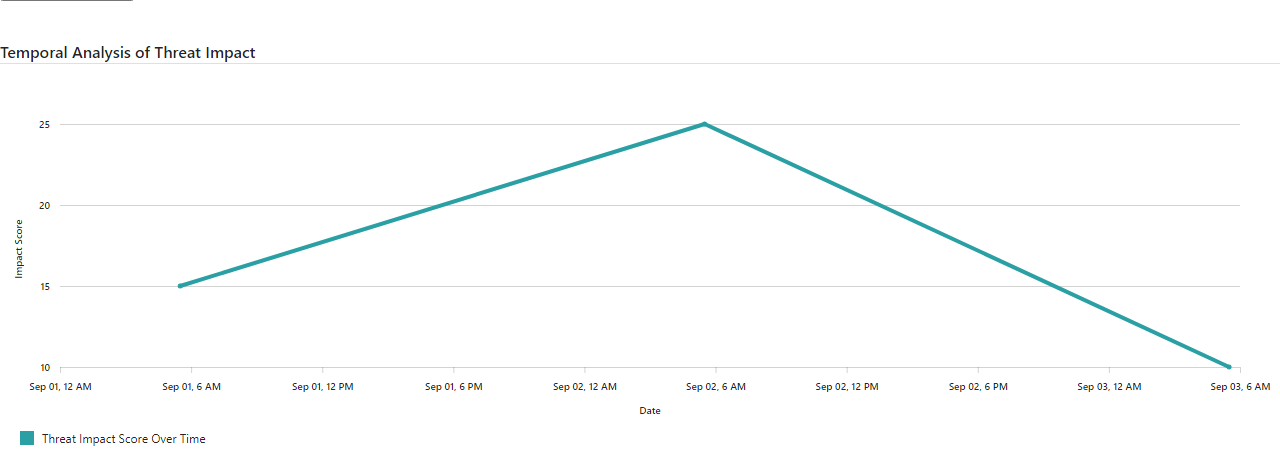 Temporal Analysis of Threat Impact
25
20
15
10
Impact Score
Sep 01, 12 AM
Sep 01, 6 AM
Sep 01, 12 PM
Sep 01, 6 PM
Sep 02, 12 AM
Sep 02, 6 AM
Sep 02, 12 PM
Sep 02, 6 PM
Sep 03, 12 AM
Sep 03, 6 AM
Date
Threat Impact Score Over Time